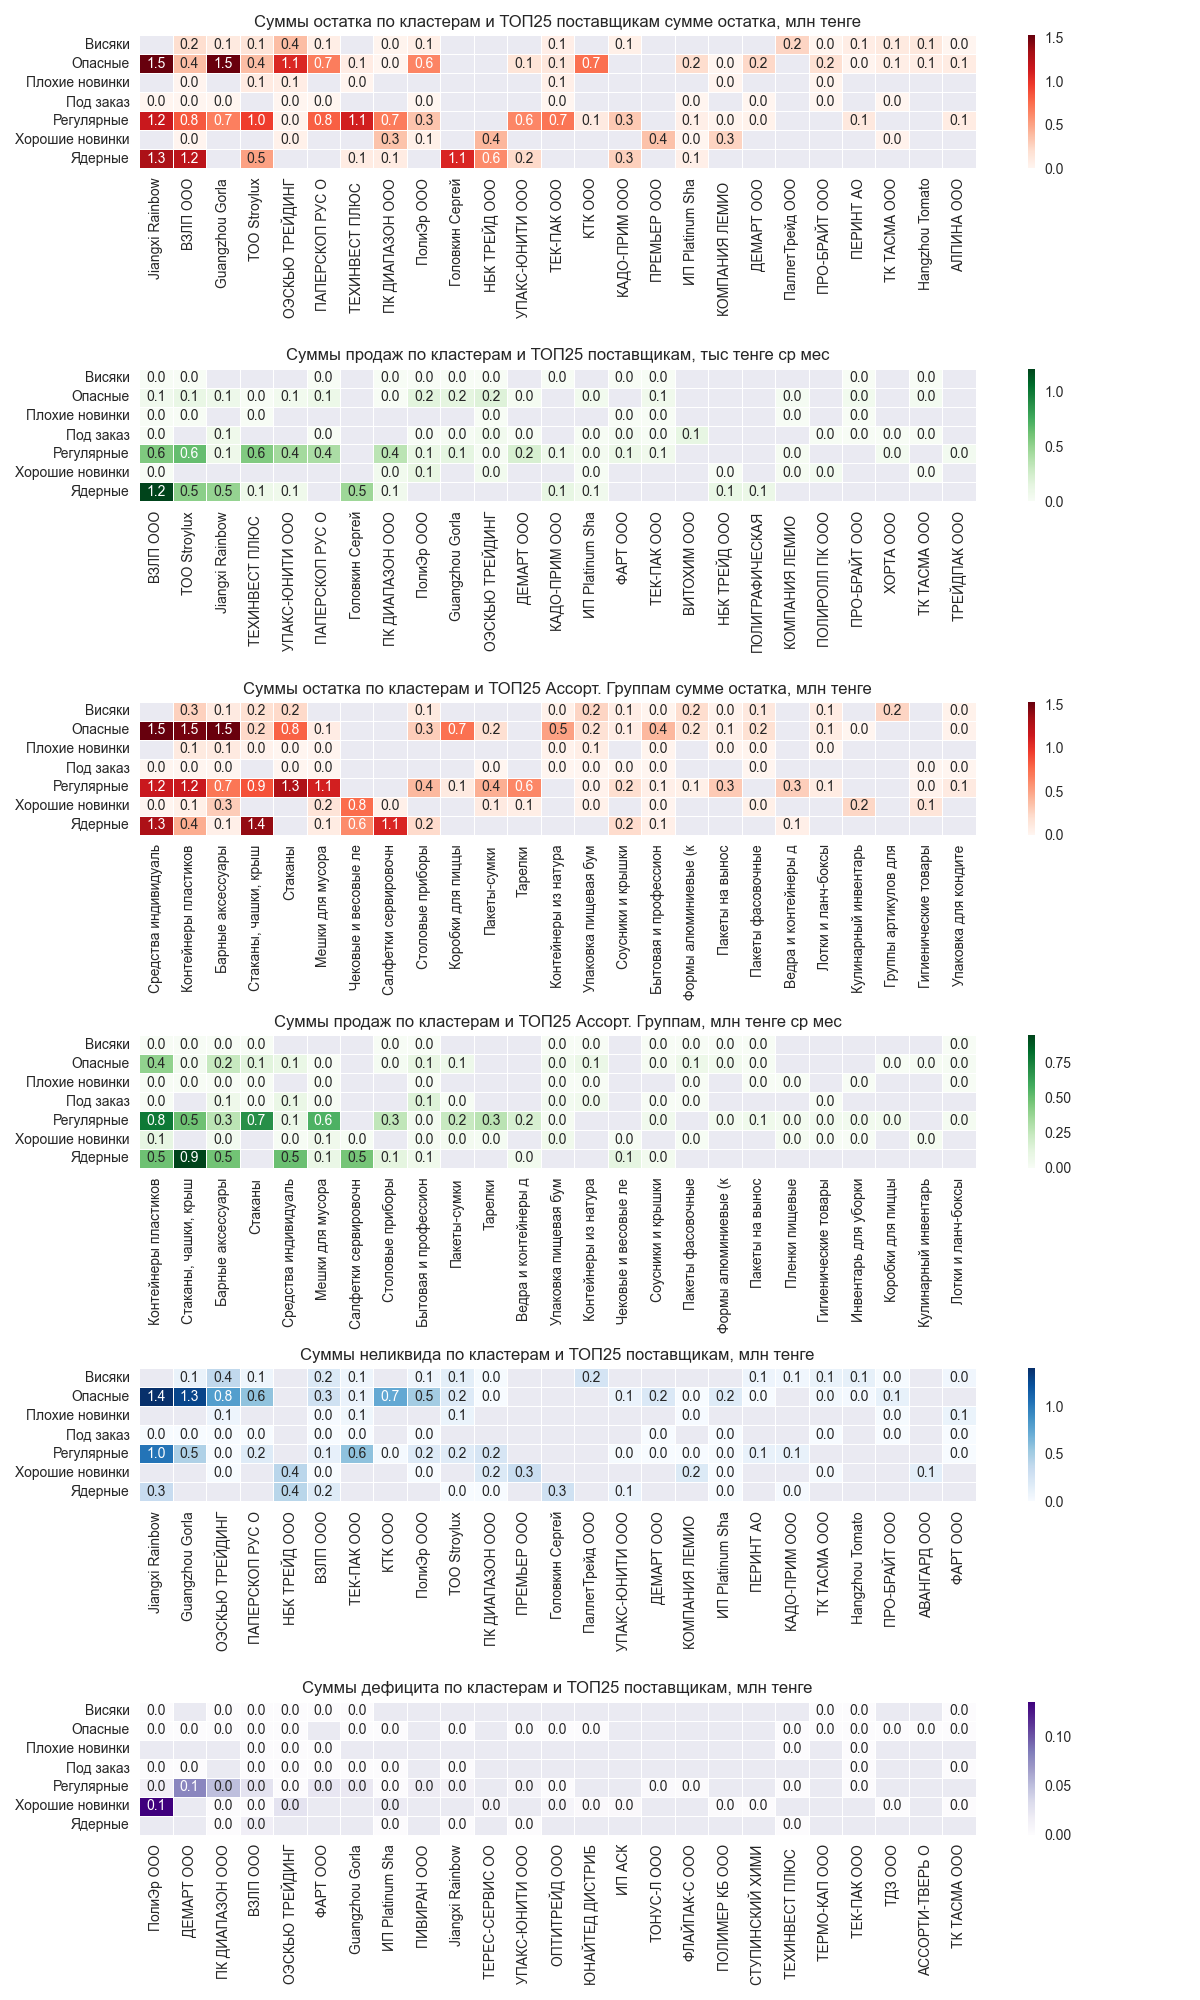 Суммы остатка по кластерам и ТОП25 поставщикам сумме остатка, млн тенге
Висяки 0.2 0.1 0.1 0.4 0.1 0.0 0.1 0.1 0.1 0.2 0.0 0.1 0.1 0.1 0.0
Опасные 1.5 0.4 1.5 0.4 1.1 0.7 0.1 0.0 0.6 0.1 0.1 0.7 0.2 0.0 0.2 0.2 0.0 0.1 0.1 0.1
Плохие новинки 0.0 0.1 0.1 0.0 0.1 0.0 0.0
Под заказ 0.0 0.0 0.0 0.0 0.0 0.0 0.0 0.0 0.0 0.0 0.0
Регулярные 1.2 0.8 0.7 1.0 0.0 0.8 1.1 0.7 0.3 0.6 0.7 0.1 0.3 0.1 0.0 0.0 0.1 0.1
Хорошие новинки 0.0 0.0 0.3 0.1 0.4 0.4 0.0 0.3 0.0
Ядерные 1.3 1.2 0.5 0.1 0.1 1.1 0.6 0.2 0.3 0.1
1.5
1.0
0.5
0.0
Jiangxi Rainbow
ВЗЛП ООО
Guangzhou Gorla
ТОО Stroylux
ОЭСКЬЮ ТРЕЙДИНГ
ПАПЕРСКОП РУС О
ТЕХИНВЕСТ ПЛЮС
ПК ДИАПАЗОН ООО
ПолиЭр ООО
Головкин Сергей
НБК ТРЕЙД ООО
УПАКС-ЮНИТИ ООО
ТЕК-ПАК ООО
КТК ООО
КАДО-ПРИМ ООО
ПРЕМЬЕР ООО
ИП Platinum Sha
КОМПАНИЯ ЛЕМИО
ДЕМАРТ ООО
ПаллетТрейд ООО
ПРО-БРАЙТ ООО
ПЕРИНТ АО
ТК ТАСМА ООО
Hangzhou Tomato
АЛПИНА ООО
Суммы продаж по кластерам и ТОП25 поставщикам, тыс тенге ср мес
Висяки 0.0 0.0 0.0 0.0 0.0 0.0 0.0 0.0 0.0 0.0 0.0 0.0
Опасные 0.1 0.1 0.1 0.0 0.1 0.1 0.0 0.2 0.2 0.2 0.0 0.0 0.1 0.0 0.0 0.0
Плохие новинки 0.0 0.0 0.0 0.0 0.0 0.0 0.0 0.0
Под заказ 0.0 0.1 0.0 0.0 0.0 0.0 0.0 0.0 0.0 0.0 0.1 0.0 0.0 0.0 0.0
Регулярные 0.6 0.6 0.1 0.6 0.4 0.4 0.4 0.1 0.1 0.0 0.2 0.1 0.0 0.1 0.1 0.0 0.0 0.0
Хорошие новинки 0.0 0.0 0.1 0.0 0.0 0.0 0.0 0.0 0.0
Ядерные 1.2 0.5 0.5 0.1 0.1 0.5 0.1 0.1 0.1 0.1 0.1
1.0
0.5
0.0
ВЗЛП ООО
ТОО Stroylux
Jiangxi Rainbow
ТЕХИНВЕСТ ПЛЮС
УПАКС-ЮНИТИ ООО
ПАПЕРСКОП РУС О
Головкин Сергей
ПК ДИАПАЗОН ООО
ПолиЭр ООО
Guangzhou Gorla
ОЭСКЬЮ ТРЕЙДИНГ
ДЕМАРТ ООО
КАДО-ПРИМ ООО
ИП Platinum Sha
ФАРТ ООО
ТЕК-ПАК ООО
ВИТОХИМ ООО
НБК ТРЕЙД ООО
ПОЛИГРАФИЧЕСКАЯ
КОМПАНИЯ ЛЕМИО
ПОЛИРОЛЛ ПК ООО
ПРО-БРАЙТ ООО
ХОРТА ООО
ТК ТАСМА ООО
ТРЕЙДПАК ООО
Суммы остатка по кластерам и ТОП25 Ассорт. Группам сумме остатка, млн тенге
Висяки 0.3 0.1 0.2 0.2 0.1 0.0 0.2 0.1 0.2 0.0 0.1 0.1 0.2 0.0
Опасные 1.5 1.5 1.5 0.2 0.8 0.1 0.3 0.7 0.2 0.5 0.2 0.1 0.4 0.2 0.1 0.2 0.1 0.0 0.0
Плохие новинки 0.1 0.1 0.0 0.0 0.0 0.0 0.1 0.0 0.0 0.0 0.0
Под заказ 0.0 0.0 0.0 0.0 0.0 0.0 0.0 0.0 0.0 0.0 0.0 0.0 0.0
Регулярные 1.2 1.2 0.7 0.9 1.3 1.1 0.4 0.1 0.4 0.6 0.0 0.2 0.1 0.1 0.3 0.3 0.1 0.0 0.1
Хорошие новинки 0.0 0.1 0.3 0.2 0.8 0.0 0.1 0.1 0.0 0.0 0.0 0.2 0.1
Ядерные 1.3 0.4 0.1 1.4 0.1 0.6 1.1 0.2 0.2 0.1 0.1
1.5
1.0
0.5
0.0
Средства индивидуаль
Контейнеры пластиков
Барные аксессуары
Стаканы, чашки, крыш
Стаканы
Мешки для мусора
Чековые и весовые ле
Салфетки сервировочн
Столовые приборы
Коробки для пиццы
Пакеты-сумки
Тарелки
Контейнеры из натура
Упаковка пищевая бум
Соусники и крышки
Бытовая и профессион
Формы алюминиевые (к
Пакеты на вынос
Пакеты фасовочные
Ведра и контейнеры д
Лотки и ланч-боксы
Кулинарный инвентарь
Группы артикулов для
Гигиенические товары
Упаковка для кондите
Суммы продаж по кластерам и ТОП25 Ассорт. Группам, млн тенге ср мес
Висяки 0.0 0.0 0.0 0.0 0.0 0.0 0.0 0.0 0.0 0.0 0.0 0.0 0.0
Опасные 0.4 0.0 0.2 0.1 0.1 0.0 0.0 0.1 0.1 0.0 0.1 0.0 0.1 0.0 0.0 0.0 0.0 0.0
Плохие новинки 0.0 0.0 0.0 0.0 0.0 0.0 0.0 0.0 0.0 0.0 0.0 0.0 0.0
Под заказ 0.0 0.1 0.0 0.1 0.0 0.1 0.0 0.0 0.0 0.0 0.0
Регулярные 0.8 0.5 0.3 0.7 0.1 0.6 0.3 0.0 0.2 0.3 0.2 0.0 0.0 0.0 0.1 0.0 0.0 0.0 0.0
Хорошие новинки 0.1 0.0 0.0 0.1 0.0 0.0 0.0 0.0 0.0 0.0 0.0 0.0 0.0 0.0 0.0
Ядерные 0.5 0.9 0.5 0.5 0.1 0.5 0.1 0.1 0.0 0.1 0.0
0.75
0.50
0.25
0.00
Контейнеры пластиков
Стаканы, чашки, крыш
Барные аксессуары
Стаканы
Средства индивидуаль
Мешки для мусора
Салфетки сервировочн
Столовые приборы
Бытовая и профессион
Пакеты-сумки
Тарелки
Ведра и контейнеры д
Упаковка пищевая бум
Контейнеры из натура
Чековые и весовые ле
Соусники и крышки
Пакеты фасовочные
Формы алюминиевые (к
Пакеты на вынос
Пленки пищевые
Гигиенические товары
Инвентарь для уборки
Коробки для пиццы
Кулинарный инвентарь
Лотки и ланч-боксы
Суммы неликвида по кластерам и ТОП25 поставщикам, млн тенге
Висяки 0.1 0.4 0.1 0.2 0.1 0.1 0.1 0.0 0.2 0.1 0.1 0.1 0.1 0.0 0.0
Опасные 1.4 1.3 0.8 0.6 0.3 0.1 0.7 0.5 0.2 0.0 0.1 0.2 0.0 0.2 0.0 0.0 0.0 0.1
Плохие новинки 0.1 0.0 0.1 0.1 0.0 0.0 0.1
Под заказ 0.0 0.0 0.0 0.0 0.0 0.0 0.0 0.0 0.0 0.0 0.0 0.0
Регулярные 1.0 0.5 0.0 0.2 0.1 0.6 0.0 0.2 0.2 0.2 0.0 0.0 0.0 0.0 0.1 0.1 0.0
Хорошие новинки 0.0 0.4 0.0 0.0 0.2 0.3 0.2 0.0 0.0 0.1
Ядерные 0.3 0.4 0.2 0.0 0.0 0.3 0.1 0.0 0.0
1.0
0.5
0.0
Jiangxi Rainbow
Guangzhou Gorla
ОЭСКЬЮ ТРЕЙДИНГ
ПАПЕРСКОП РУС О
НБК ТРЕЙД ООО
ВЗЛП ООО
ТЕК-ПАК ООО
КТК ООО
ПолиЭр ООО
ТОО Stroylux
ПК ДИАПАЗОН ООО
ПРЕМЬЕР ООО
Головкин Сергей
ПаллетТрейд ООО
УПАКС-ЮНИТИ ООО
ДЕМАРТ ООО
КОМПАНИЯ ЛЕМИО
ИП Platinum Sha
ПЕРИНТ АО
КАДО-ПРИМ ООО
ТК ТАСМА ООО
Hangzhou Tomato
ПРО-БРАЙТ ООО
АВАНГАРД ООО
ФАРТ ООО
Суммы дефицита по кластерам и ТОП25 поставщикам, млн тенге
Висяки 0.0 0.0 0.0 0.0 0.0 0.0 0.0 0.0 0.0
Опасные 0.0 0.0 0.0 0.0 0.0 0.0 0.0 0.0 0.0 0.0 0.0 0.0 0.0 0.0 0.0 0.0 0.0
Плохие новинки 0.0 0.0 0.0 0.0 0.0
Под заказ 0.0 0.0 0.0 0.0 0.0 0.0 0.0 0.0 0.0 0.0 0.0
Регулярные 0.0 0.1 0.0 0.0 0.0 0.0 0.0 0.0 0.0 0.0 0.0 0.0 0.0 0.0 0.0 0.0
Хорошие новинки 0.1 0.0 0.0 0.0 0.0 0.0 0.0 0.0 0.0 0.0 0.0 0.0 0.0
Ядерные 0.0 0.0 0.0 0.0 0.0 0.0
0.10
0.05
0.00
ПолиЭр ООО
ДЕМАРТ ООО
ПК ДИАПАЗОН ООО
ВЗЛП ООО
ОЭСКЬЮ ТРЕЙДИНГ
ФАРТ ООО
Guangzhou Gorla
ИП Platinum Sha
ПИВИРАН ООО
Jiangxi Rainbow
ТЕРЕС-СЕРВИС ОО
УПАКС-ЮНИТИ ООО
ОПТИТРЕЙД ООО
ЮНАЙТЕД ДИСТРИБ
ИП АСК
ТОНУС-Л ООО
ФЛАЙПАК-С ООО
ПОЛИМЕР КБ ООО
СТУПИНСКИЙ ХИМИ
ТЕХИНВЕСТ ПЛЮС
ТЕРМО-КАП ООО
ТЕК-ПАК ООО
ТДЗ ООО
АССОРТИ-ТВЕРЬ О
ТК ТАСМА ООО